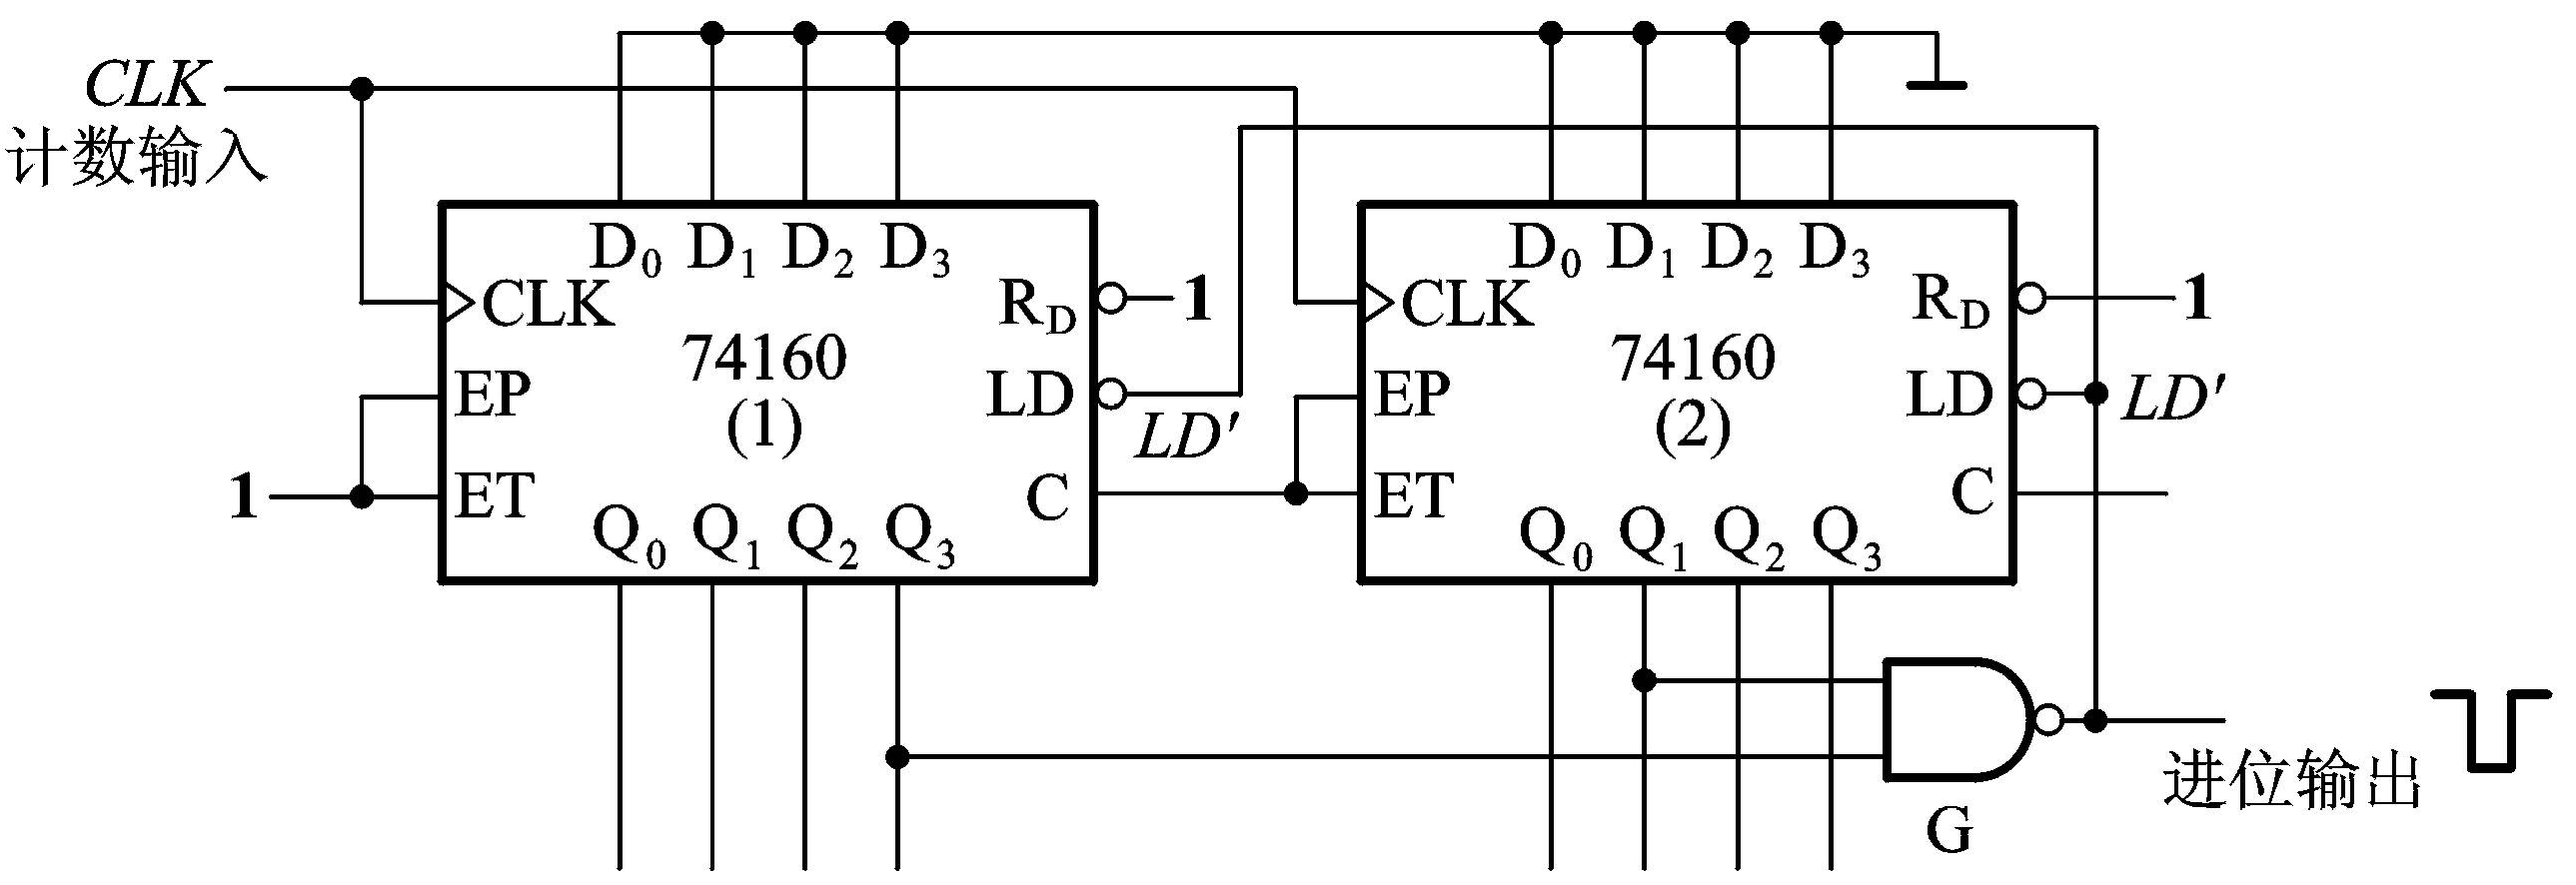 CLK
计数输入
D0 D1 D2 D3
CLK
EP
ET
74160
(1)
RD
LD
C
Q0 Q1 Q2 Q3
1
1
LD'
D0 D1 D2 D3
CLK
EP
ET
74160
(2)
RD
LD
C
Q0 Q1 Q2 Q3
1
LD'
G
进位输出